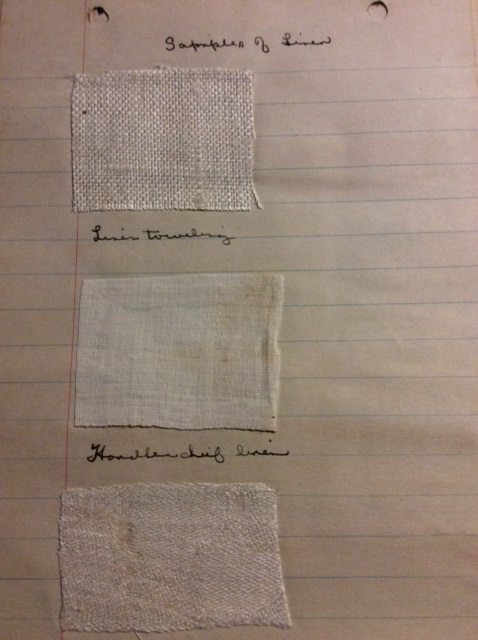 Samples of Linen
Linen toweling
Handkerchief linen